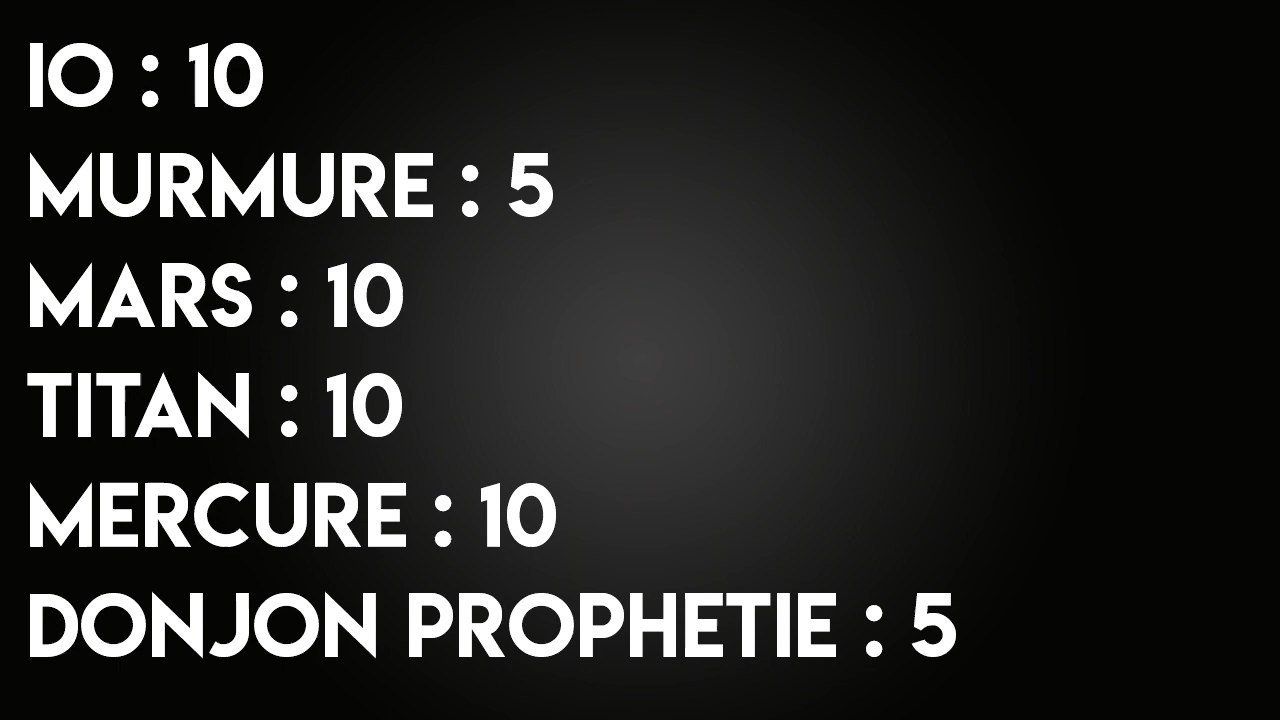 IO : 10
MURMURE : 5
MARS : 10
TITAN : 10
MERCURE : 10
DONJON PROPHETIE : 5